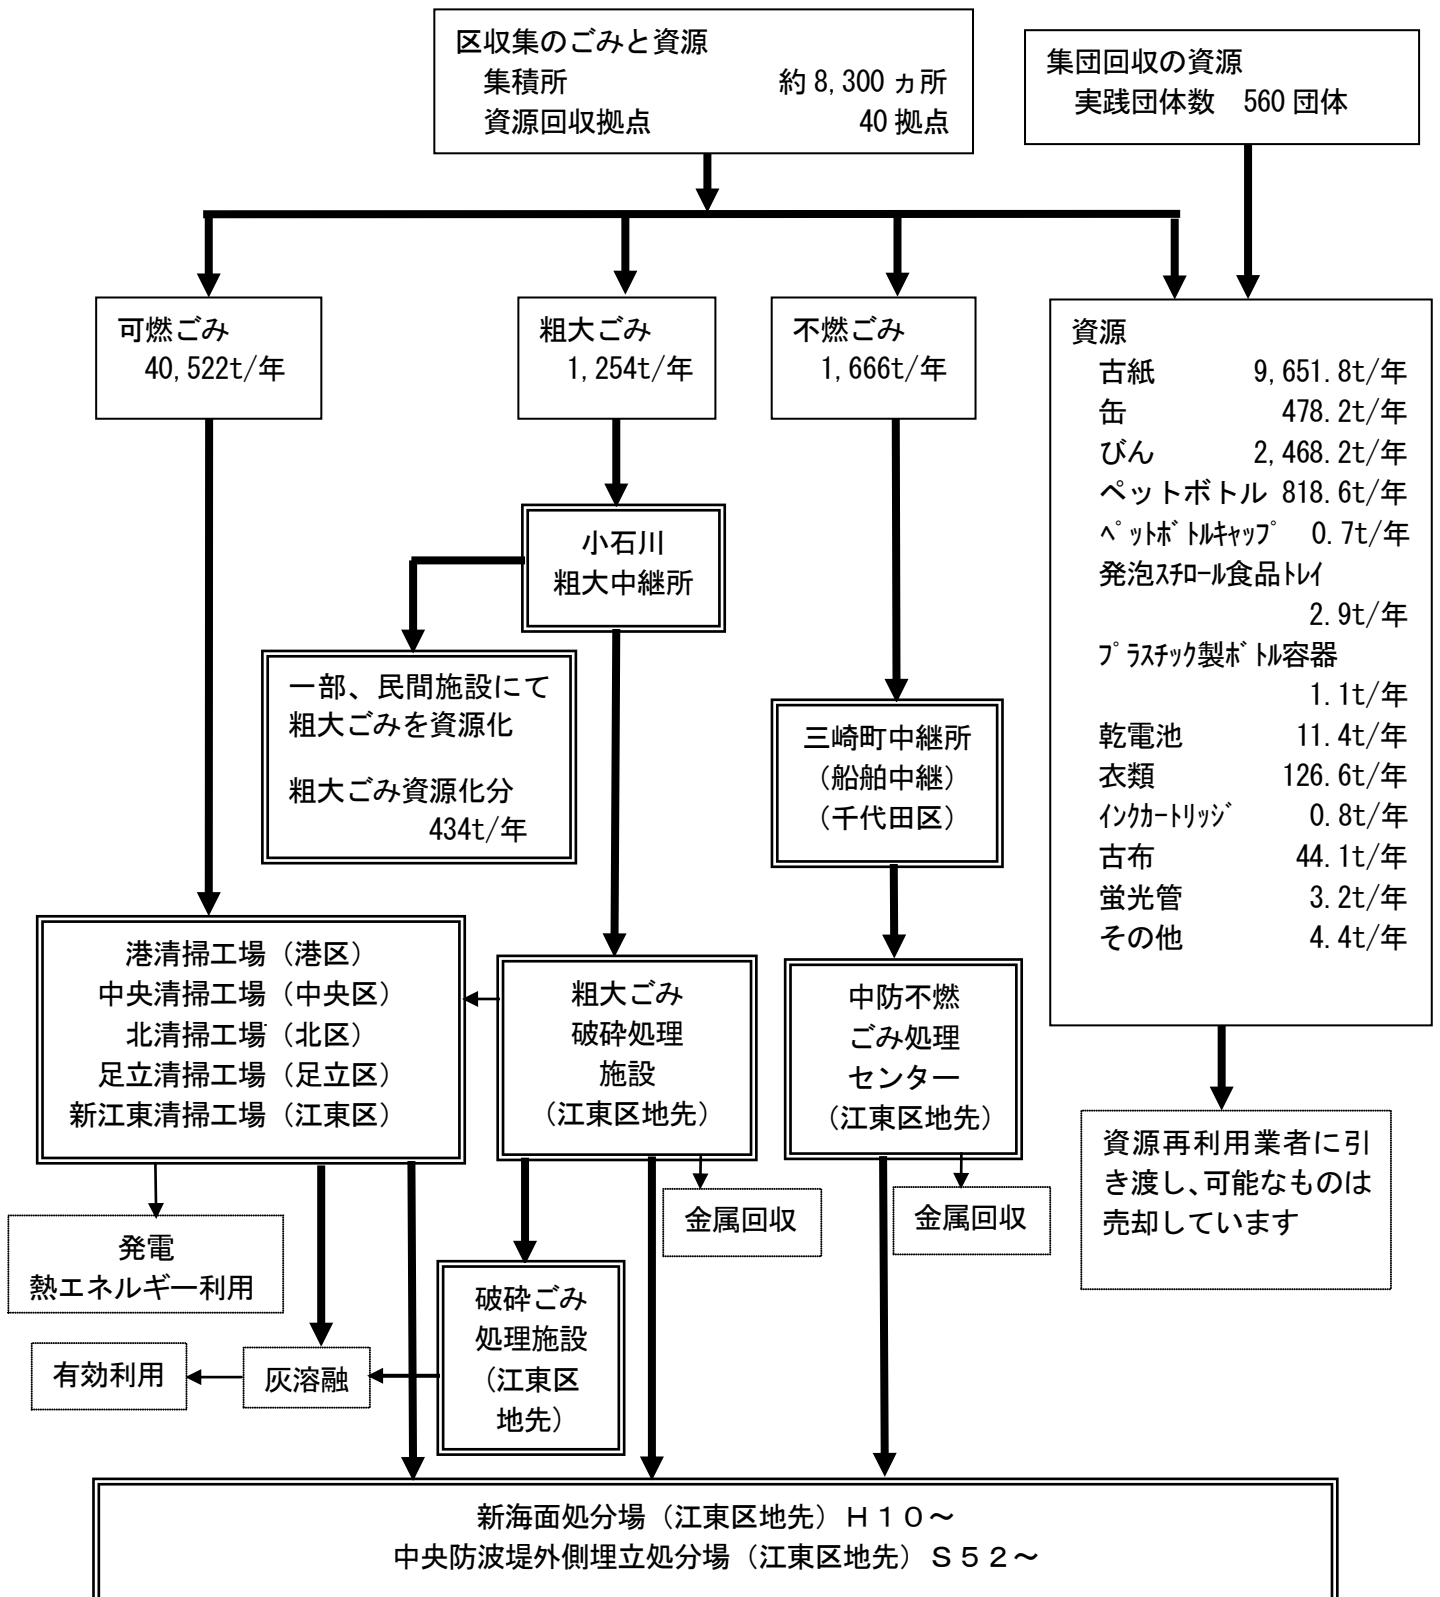 区収集のごみと資源
集積所 約8,300ヵ所
資源回収拠点 40拠点
集団回収の資源
実践団体数 560団体
可燃ごみ
40,522t/年
粗大ごみ
1,254t/年
不燃ごみ
1,666t/年
資源
古紙 9,651.8t/年
缶 478.2t/年
びん 2,468.2t/年
ペットボトル 818.6t/年
ﾍﾟｯﾄﾎﾞﾄﾙｷｬｯﾌﾟ 0.7t/年
発泡ｽﾁﾛｰﾙ食品ﾄﾚｲ
2.9t/年
ﾌﾟﾗｽﾁｯｸ製ﾎﾞﾄﾙ容器
1.1t/年
乾電池 11.4t/年
衣類 126.6t/年
ｲﾝｸｶｰﾄﾘｯｼﾞ 0.8t/年
古布 44.1t/年
蛍光管 3.2t/年
その他 4.4t/年
小石川
粗大中継所
一部、民間施設にて
粗大ごみを資源化
粗大ごみ資源化分
434t/年
三崎町中継所
（船舶中継）
（千代田区）
港清掃工場（港区）
中央清掃工場（中央区）
北清掃工場（北区）
足立清掃工場（足立区）
新江東清掃工場（江東区）
粗大ごみ
破砕処理
施設
（江東区地先）
中防不燃
ごみ処理
センター
（江東区地先）
資源再利用業者に引
き渡し、可能なものは
売却しています
金属回収
金属回収
発電
熱エネルギー利用
破砕ごみ
処理施設
（江東区
地先）
有効利用
灰溶融
新海面処分場（江東区地先）Ｈ１０～
中央防波堤外側埋立処分場（江東区地先）Ｓ５２～